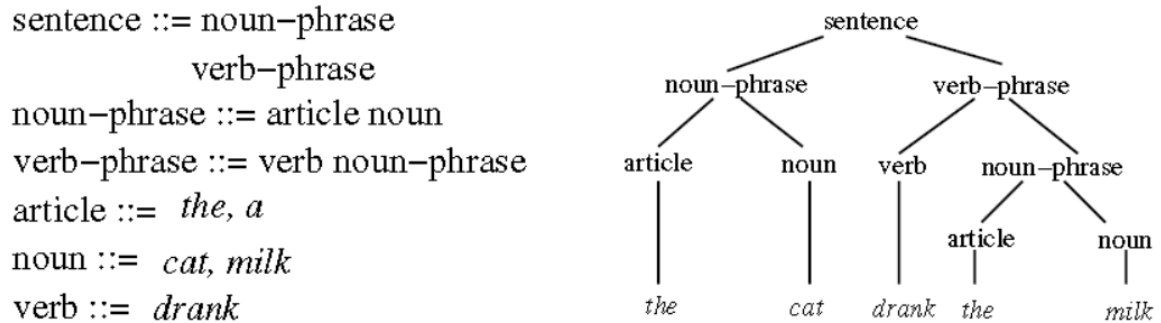 sentence ::= noun–phrase
verb–phrase
noun–phrase ::= article noun
verb–phrase ::= verb noun–phrase
article ::= the, a
noun ::= cat, milk
verb ::= drank
sentence
noun–phrase verb–phrase
article noun verb noun–phrase
article noun
the cat drank the milk